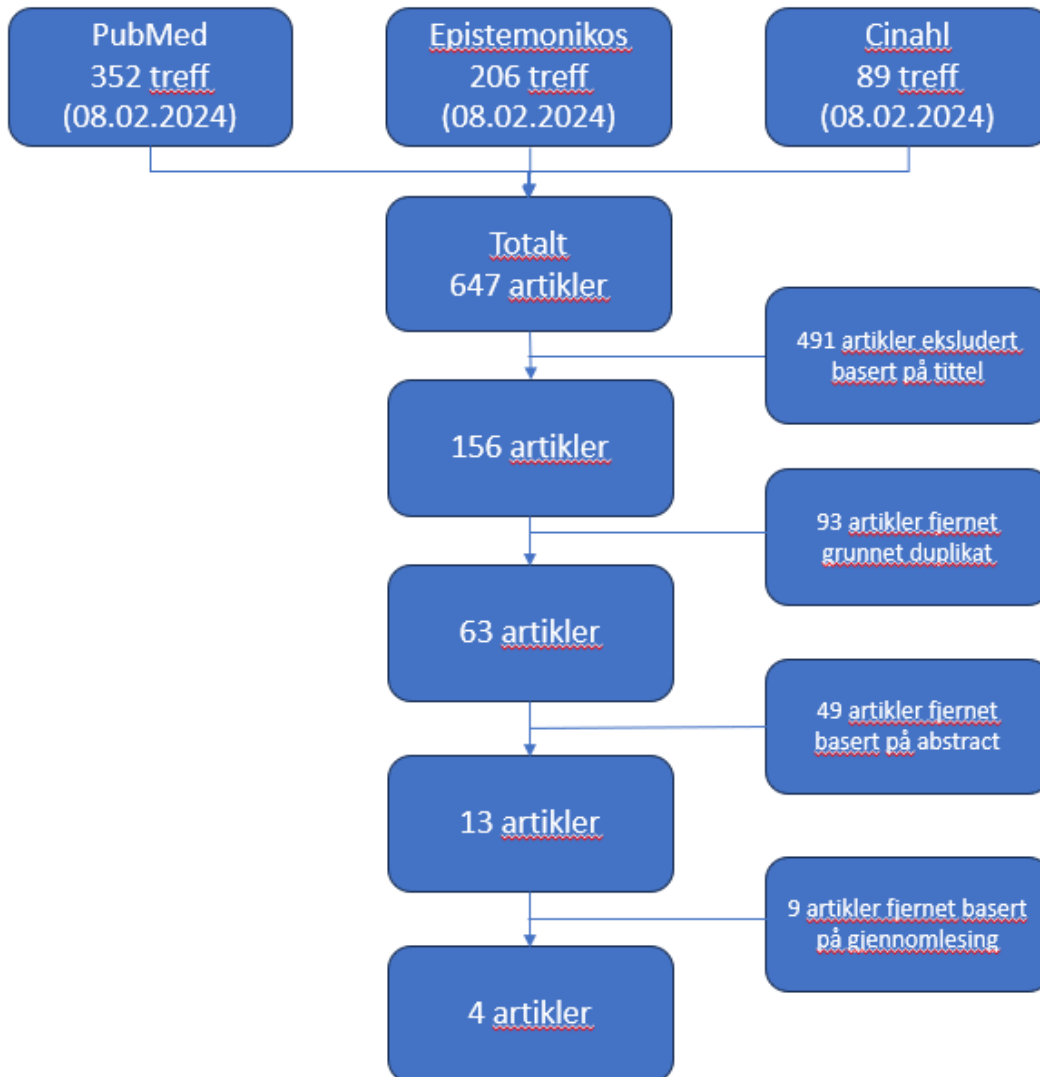 PubMed
352 treff
(08.02.2024)
Epistemonikos
206 treff
(08.02.2024)
Cinahl
89 treff
(08.02.2024)
Totalt
647 artikler
491 artikler eksludert
basert på tittel
156 artikler
93 artikler fjernet
grunnet duplikat
63 artikler
49 artikler fjernet
basert på abstract
13 artikler
9 artikler fjernet basert
på gjennomlesing
4 artikler